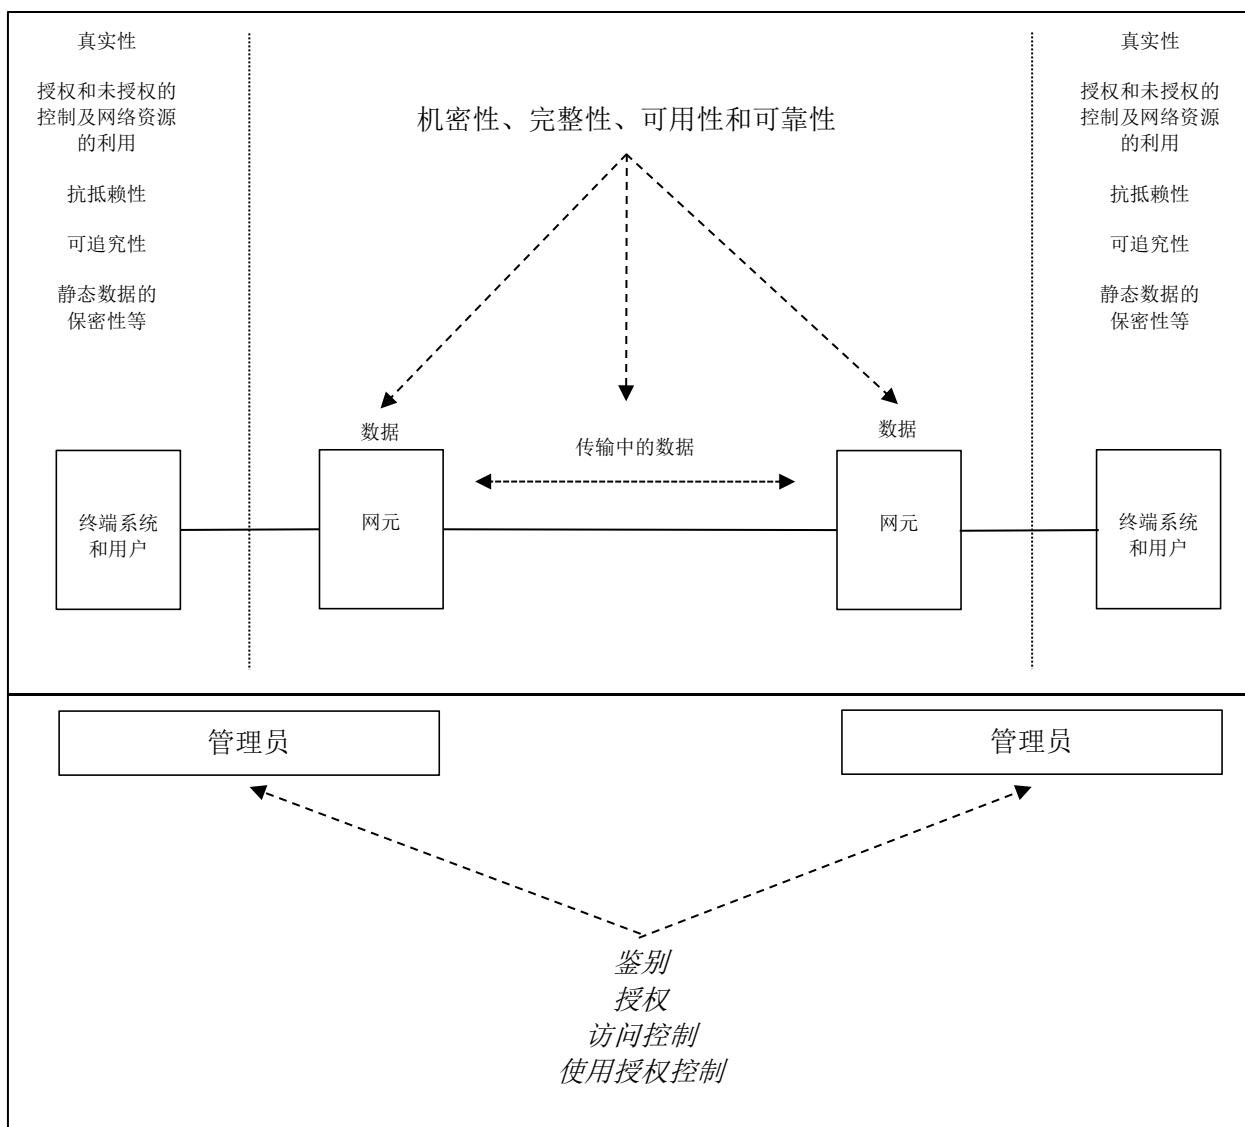 真实性
授权和未授权的
控制及网络资源
的利用
抗抵赖性
可追究性
静态数据的
保密性等
机密性、完整性、可用性和可靠性
真实性
授权和未授权的
控制及网络资源
的利用
抗抵赖性
可追究性
静态数据的
保密性等
数据
传输中的数据
数据
终端系统
和用户
网元
网元
终端系统
和用户
管理员
管理员
鉴别
授权
访问控制
使用授权控制